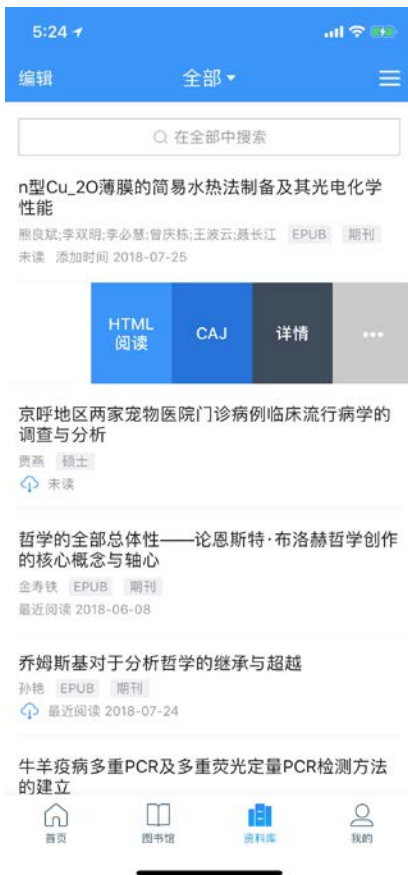 5:24
编辑
全部
在全部中搜索
n型Cu_2O薄膜的简易水热法制备及其光电化学
性能
熊良斌;李双明;李必慧;曾庆栋;王波云;聂长江 EPUB 期刊
未读 添加时间 2018-07-25
HTML
阅读
CAJ
详情
...
京呼地区两家宠物医院门诊病例临床流行病学的
调查与分析
贾燕 硕士
未读
哲学的全部总体性——论恩斯特·布洛赫哲学创作
的核心概念与轴心
金寿铁 EPUB 期刊
最近阅读 2018-06-08
乔姆斯基对于分析哲学的继承与超越
孙艳 EPUB 期刊
最近阅读 2018-07-24
牛羊疫病多重PCR及多重荧光定量PCR检测方法
的建立
首页
图书馆
资料库
我的